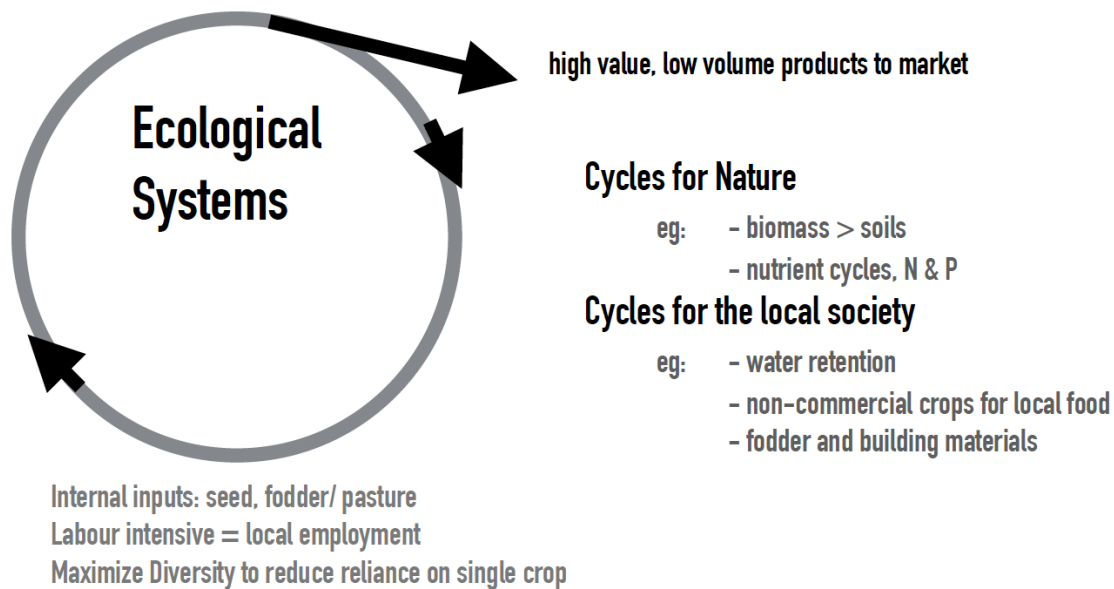 Ecological
Systems
high value, low volume products to market
Cycles for Nature
eg: - biomass > soils
- nutrient cycles, N & P
Cycles for the local society
eg: - water retention
- non-commercial crops for local food
- fodder and building materials
Internal inputs: seed, fodder/ pasture
Labour intensive = local employment
Maximize Diversity to reduce reliance on single crop